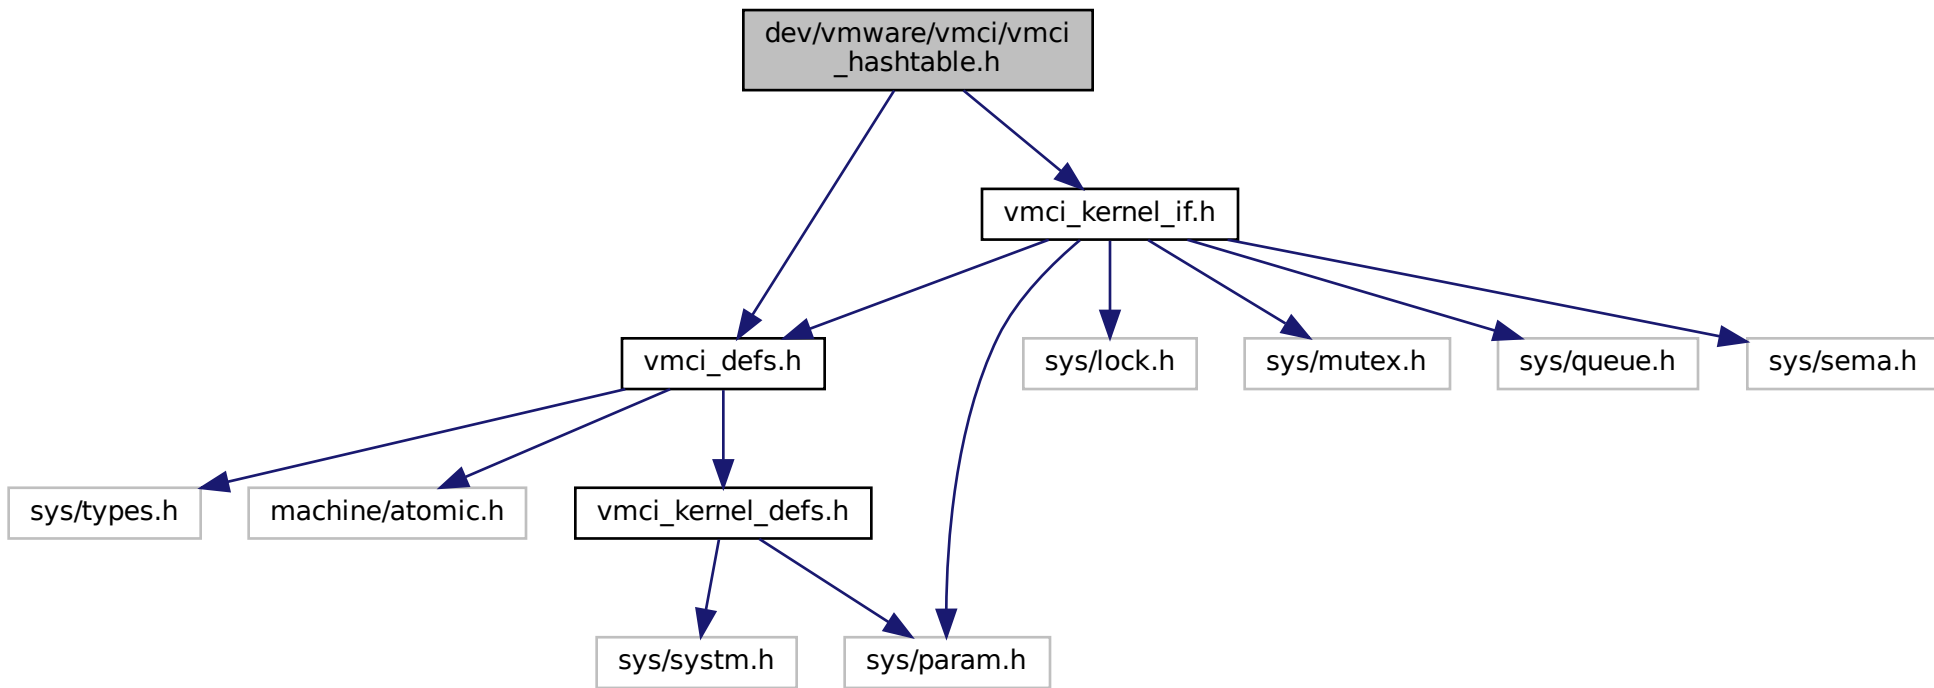 dev/vmware/vmci/vmci
_hashtable.h
vmci_kernel_if.h
vmci_defs.h
sys/lock.h
sys/mutex.h
sys/queue.h
sys/sema.h
sys/types.h
machine/atomic.h
vmci_kernel_defs.h
sys/systm.h
sys/param.h